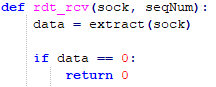 def rdt_rcv(sock, seqNum):
    data = extract(sock)

    if data == 0:
        return 0